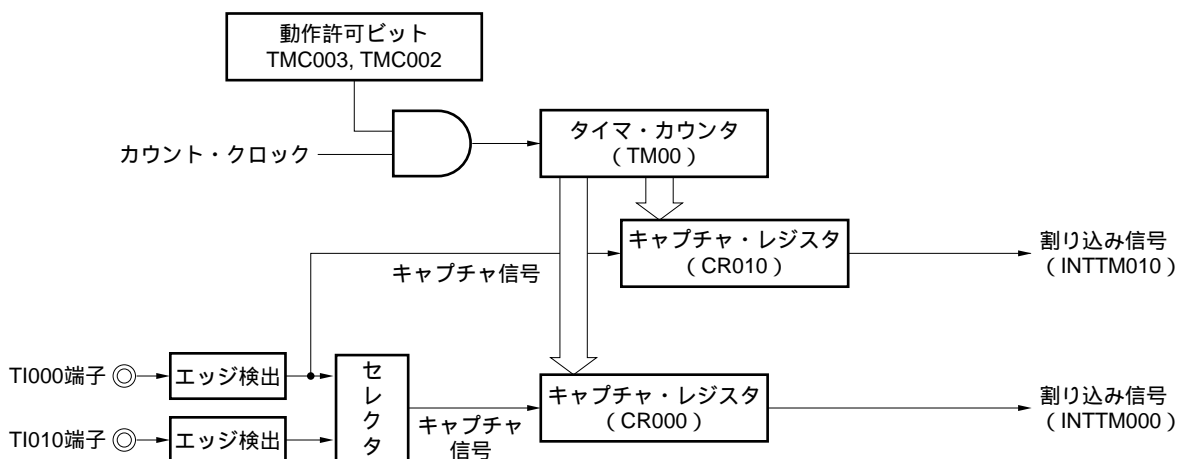 動作許可ビット
TMC003, TMC002
カウント・クロック
タイマ・カウンタ
（TM00）
キャプチャ・レジスタ
（CR010）
割り込み信号
（INTTM010）
キャプチャ信号
TI000端子
エッジ検出
セレクタ
キャプチャ・レジスタ
（CR000）
割り込み信号
（INTTM000）
TI010端子
エッジ検出
キャプチャ
信号